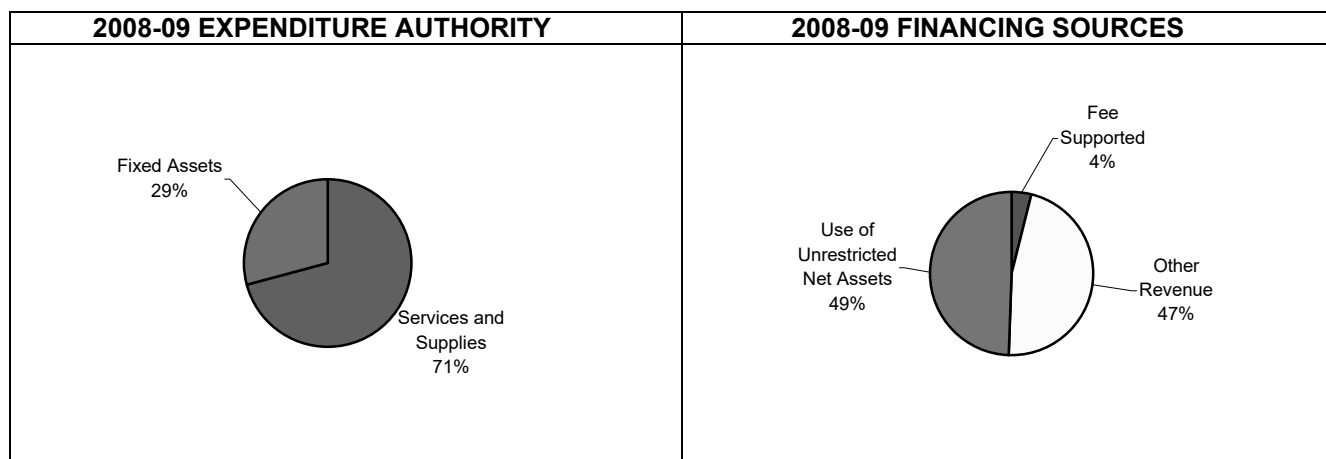 2008-09 EXPENDITURE AUTHORITY
Fixed Assets
29%
Services and
Supplies
71%
2008-09 FINANCING SOURCES
Fee
Supported
4%
Use of
Unrestricted
Net Assets
49%
Other
Revenue
47%